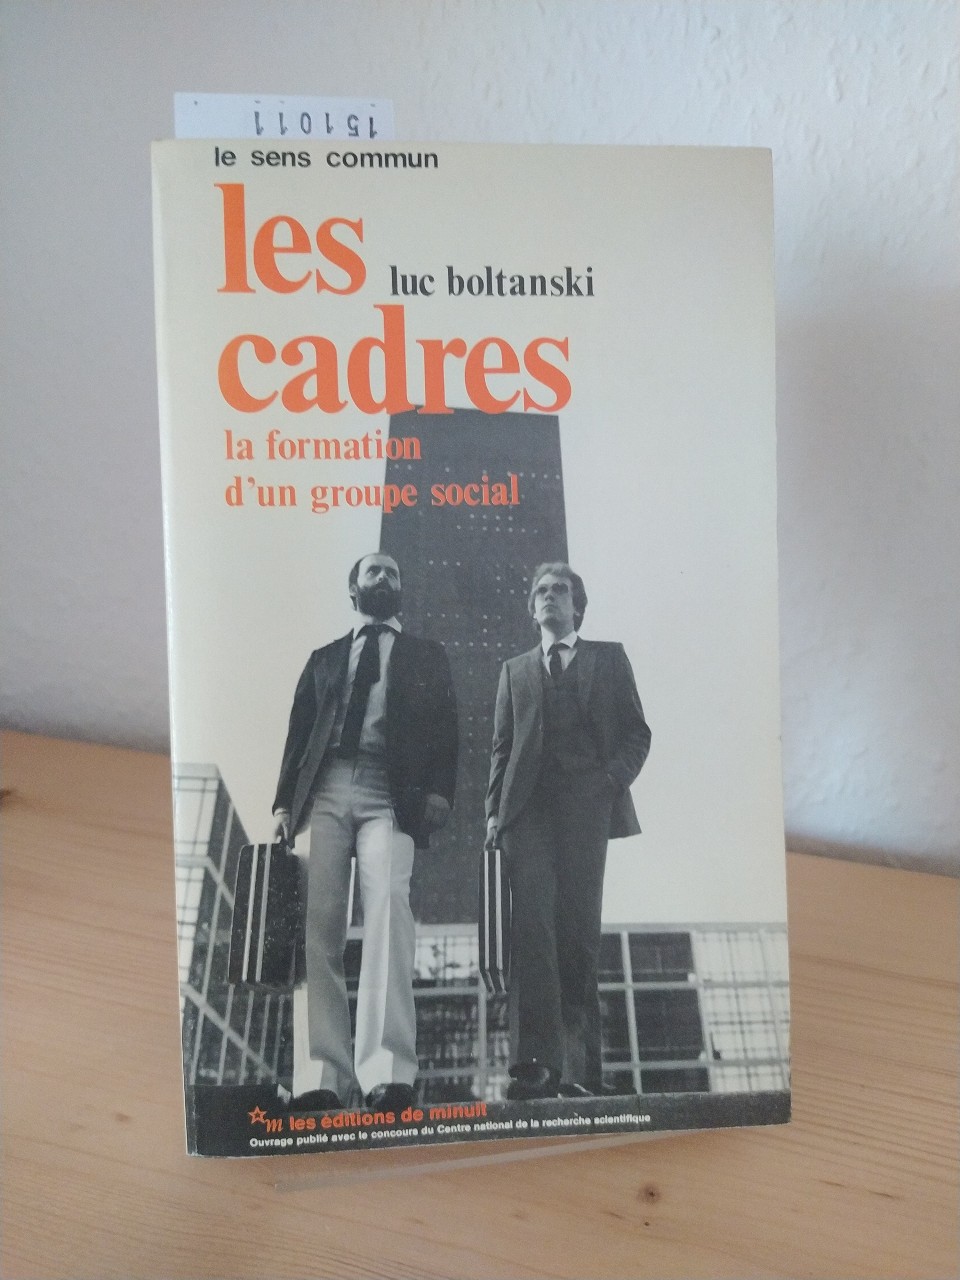 151011
le sens commun
les
luc boltanski
cadres
la formation
d'un groupe social
m les éditions de minuit
Ouvrage publié avec le concours du Centre national de la recherche scientifique